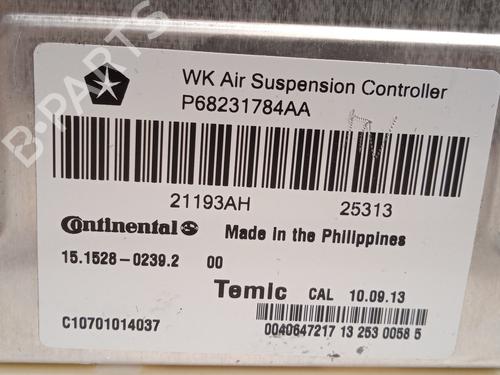 WK Air Suspension Controller
P68231784AA
21193AH 25313
Continental Made in the Philippines
15.1528-0239.2 00
Temic CAL 10.09.13
C10701014037 0040647217 13 253 0058 5
B-PARTS